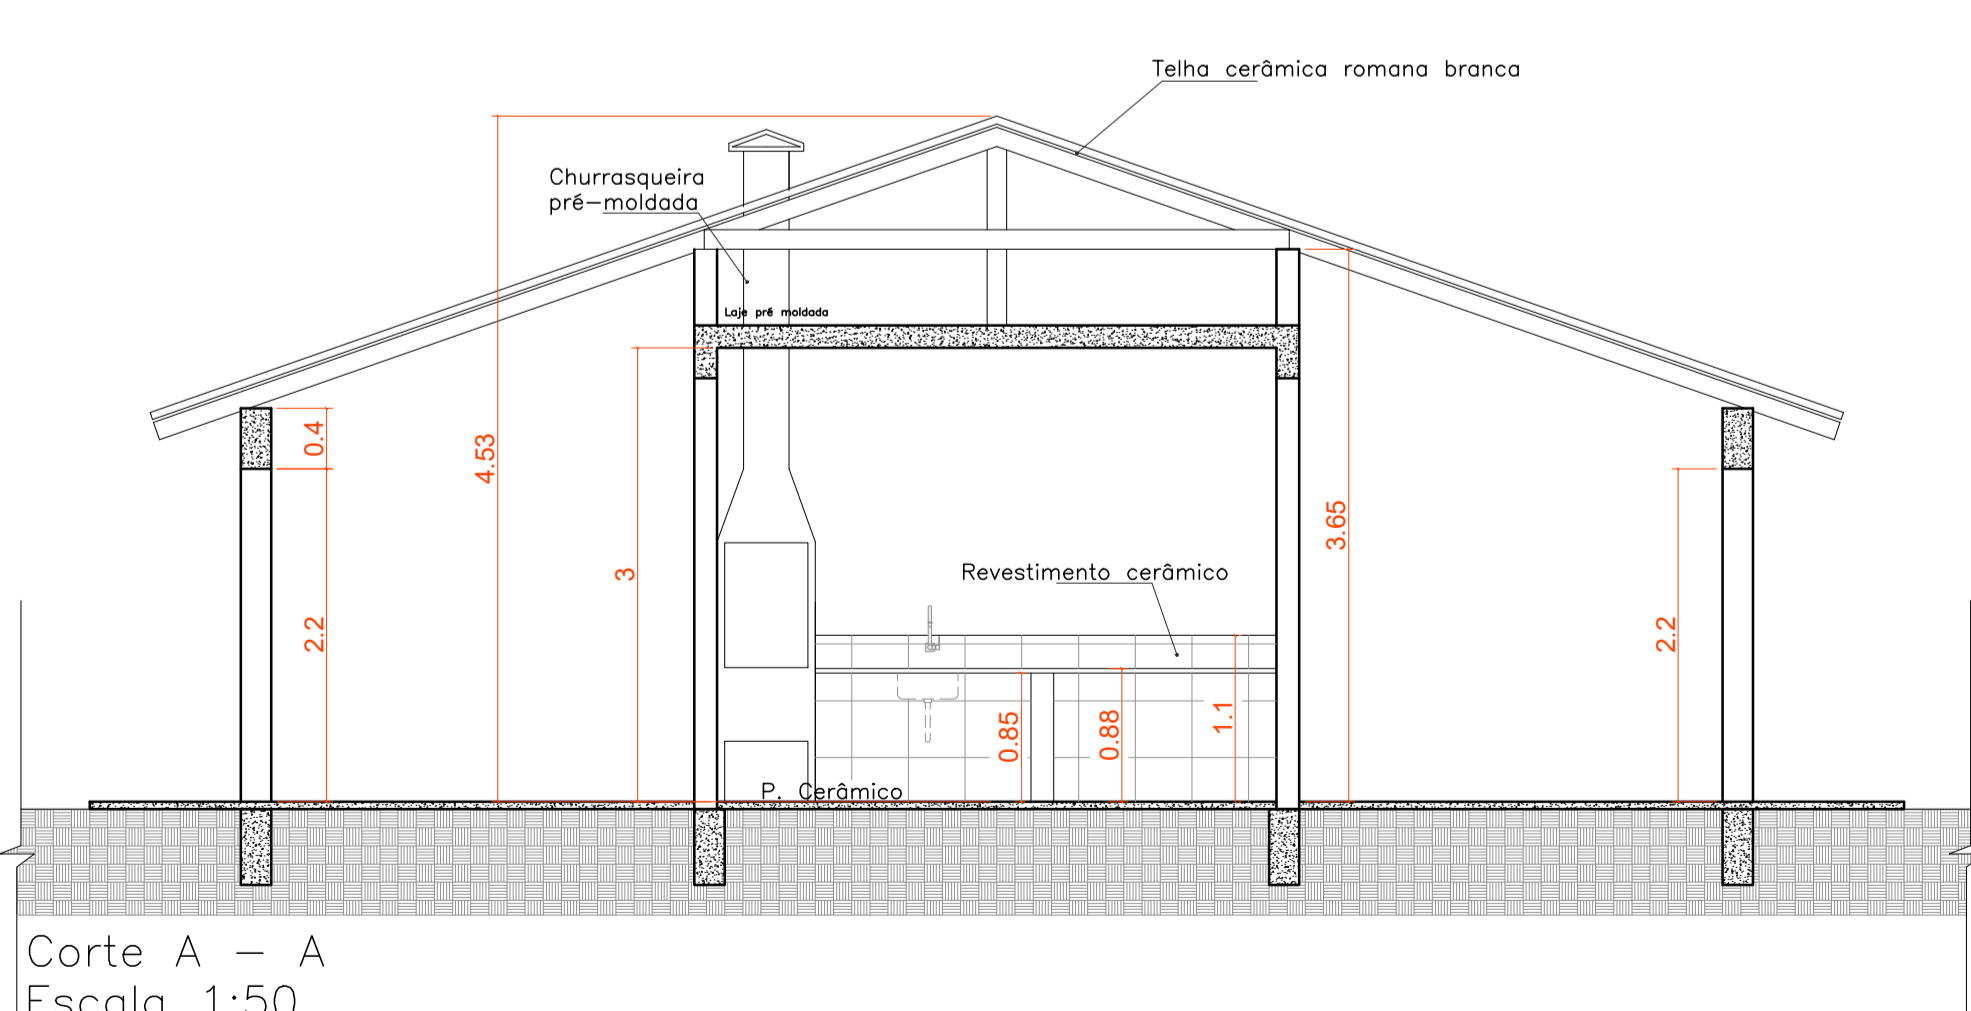 Telha cerâmica romana branca
Churrasqueira
pré-moldada
Laje pré moldada
0.4
4.53
3.65
3
Revestimento cerâmico
2.2
2.2
0.85
0.88
1.1
P. Cerâmico
Corte A - A
Escala 1:50